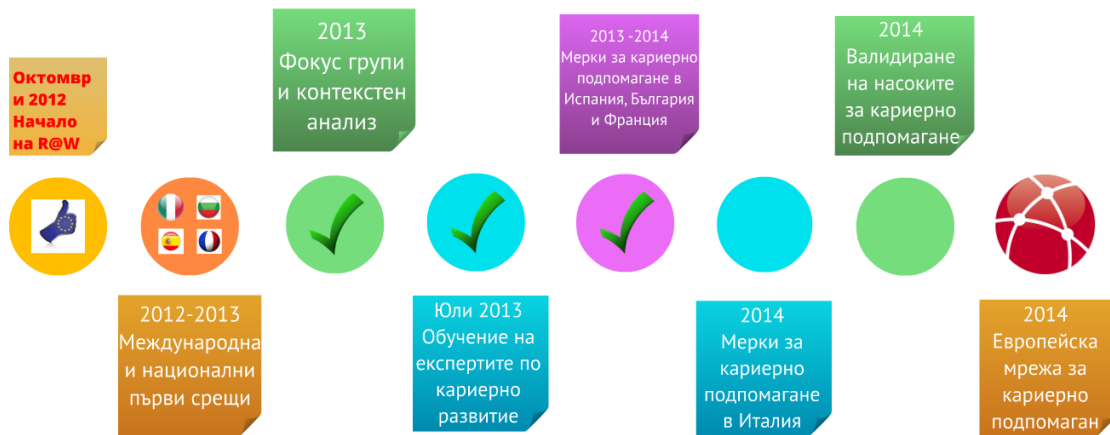 Октомвр
и 2012
Начало
на R@W
2012-2013
Международна
и национални
първи срещи
2013
Фокус групи
и контекстен
анализ
Юли 2013
Обучение на
експертите по
кариерно
развитие
2013 -2014
Мерки за кариерно
подпомагане в
Испания, България
и Франция
2014
Мерки за
кариерно
подпомагане
в Италия
2014
Валидиране
на насоките
за кариерно
подпомагане
2014
Европейска
мрежа за
кариерно
подпомаган